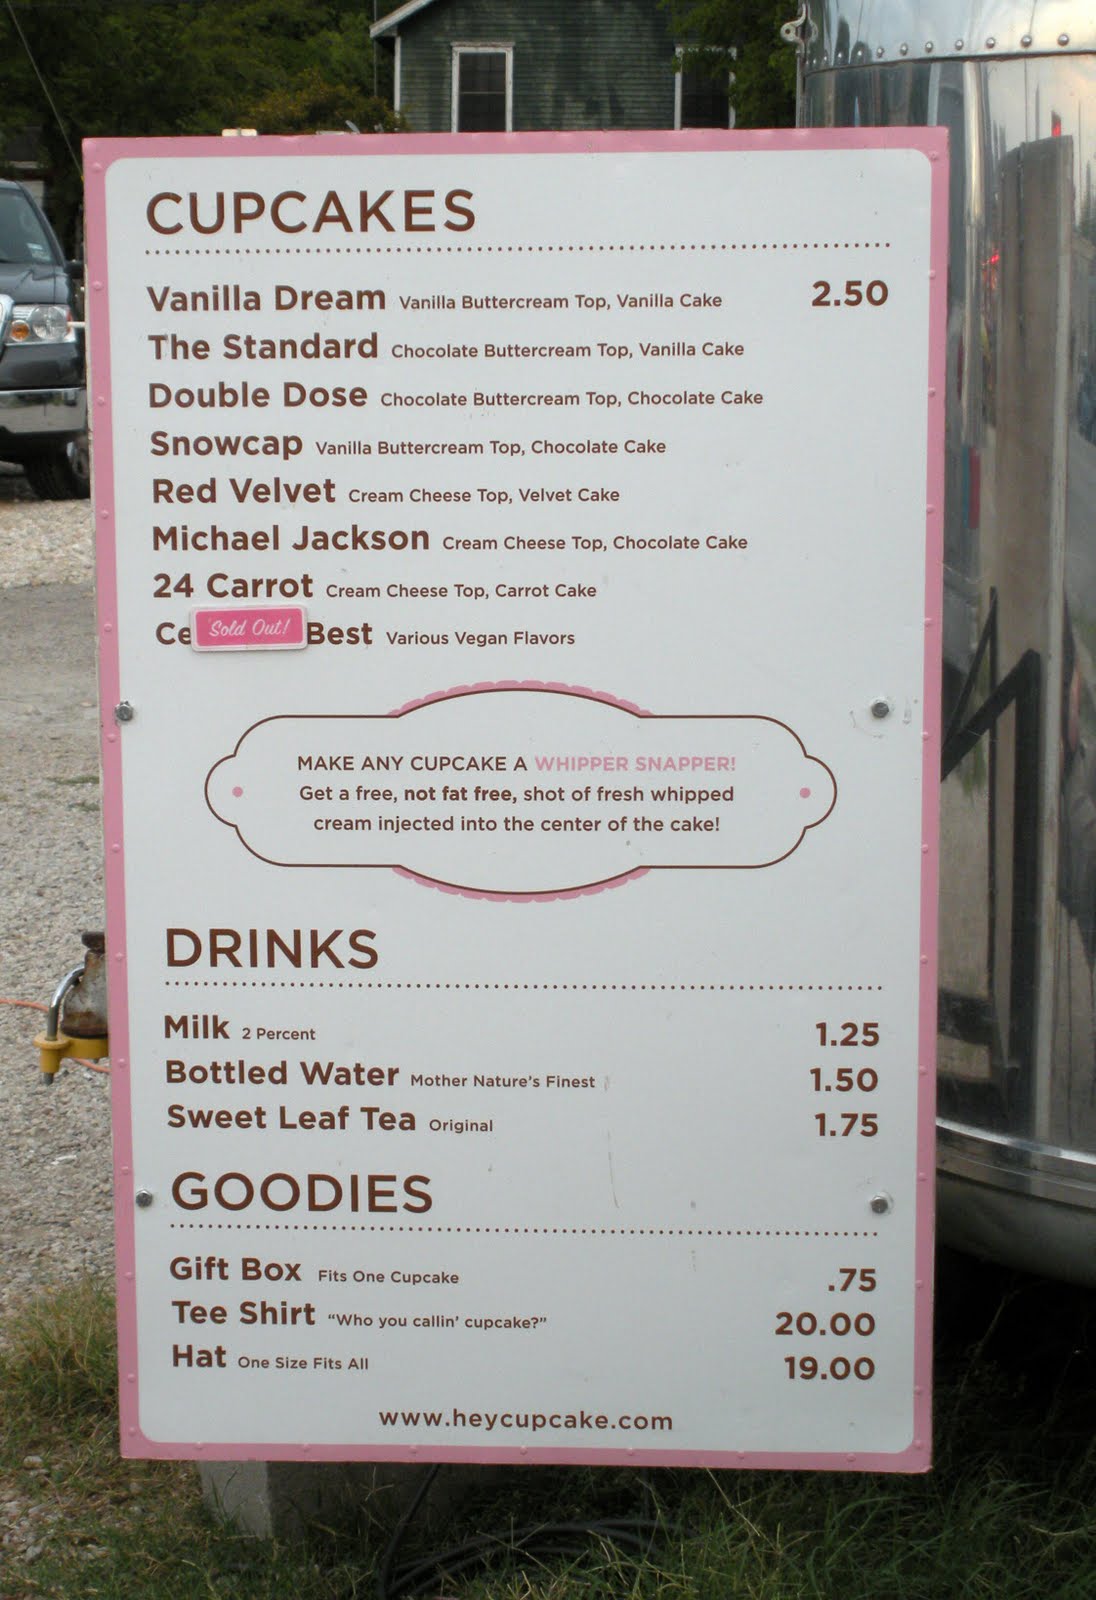 CUPCAKES
Vanilla Dream Vanilla Buttercream Top, Vanilla Cake 2.50
The Standard Chocolate Buttercream Top, Vanilla Cake
Double Dose Chocolate Buttercream Top, Chocolate Cake
Snowcap Vanilla Buttercream Top, Chocolate Cake
Red Velvet Cream Cheese Top, Velvet Cake
Michael Jackson Cream Cheese Top, Chocolate Cake
24 Carrot Cream Cheese Top, Carrot Cake
Sold Out! Best Various Vegan Flavors
MAKE ANY CUPCAKE A WHIPPER SNAPPER!
Get a free, not fat free, shot of fresh whipped
cream injected into the center of the cake!
DRINKS
Milk 2 Percent 1.25
Bottled Water Mother Nature's Finest 1.50
Sweet Leaf Tea Original 1.75
GOODIES
Gift Box Fits One Cupcake .75
Tee Shirt “Who you callin' cupcake?” 20.00
Hat One Size Fits All 19.00
www.heycupcake.com